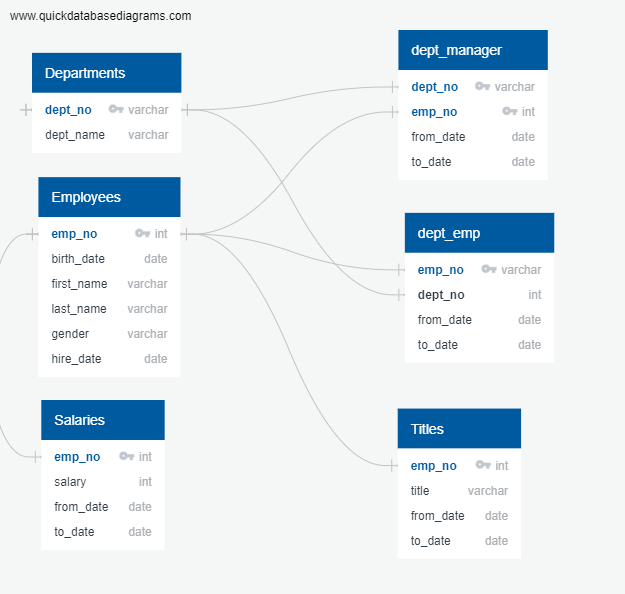 www.quickdatabasediagrams.com
Departments
dept_no varchar
dept_name varchar
Employees
emp_no int
birth_date date
first_name varchar
last_name varchar
gender varchar
hire_date date
Salaries
emp_no int
salary int
from_date date
to_date date
dept_manager
dept_no varchar
emp_no int
from_date date
to_date date
dept_emp
emp_no varchar
dept_no int
from_date date
to_date date
Titles
emp_no int
title varchar
from_date date
to_date date